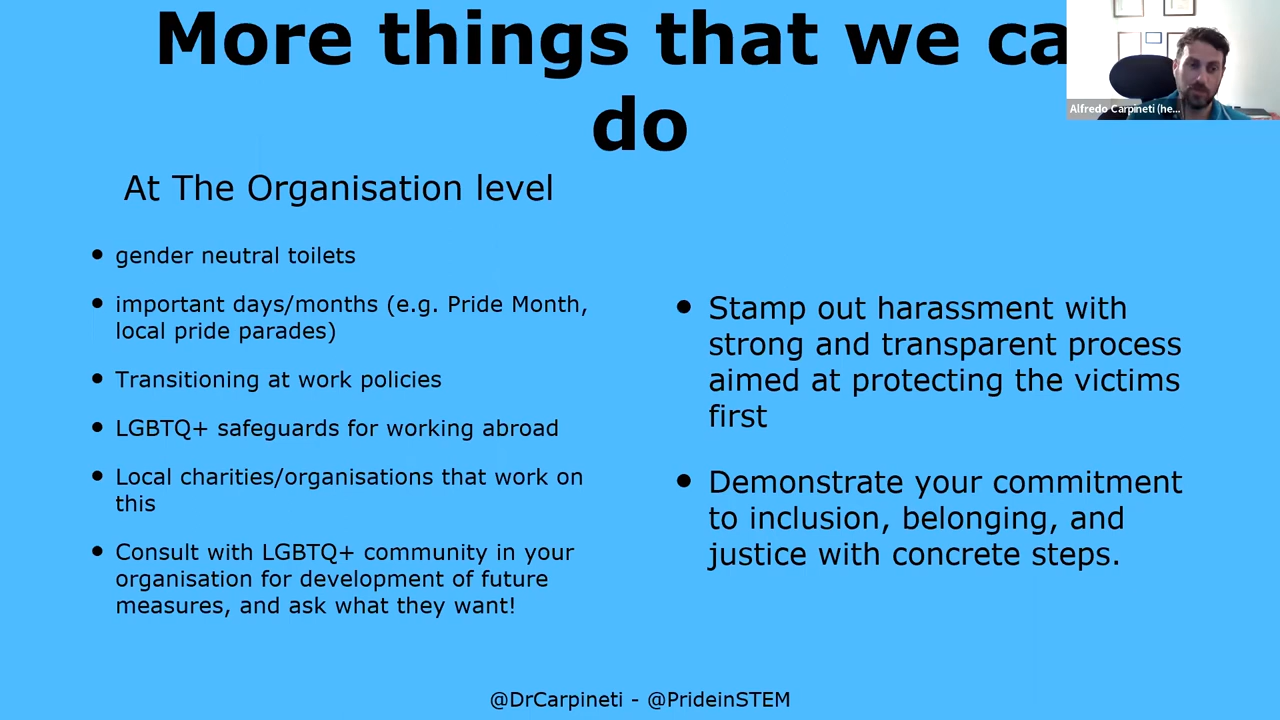 More things that we ca
do
Alfredo Carpineti (he...
At The Organisation level
• gender neutral toilets
• important days/months (e.g. Pride Month,
local pride parades)
• Transitioning at work policies
• LGBTQ+ safeguards for working abroad
• Local charities/organisations that work on
this
• Consult with LGBTQ+ community in your
organisation for development of future
measures, and ask what they want!
• Stamp out harassment with
strong and transparent process
aimed at protecting the victims
first
• Demonstrate your commitment
to inclusion, belonging, and
justice with concrete steps.
@DrCarpineti - @PrideinSTEM